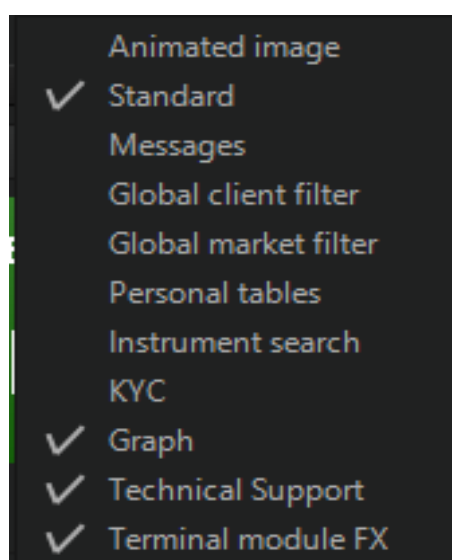 Animated image
Standard
Messages
Global client filter
Global market filter
Personal tables
Instrument search
KYC
Graph
Technical Support
Terminal module FX